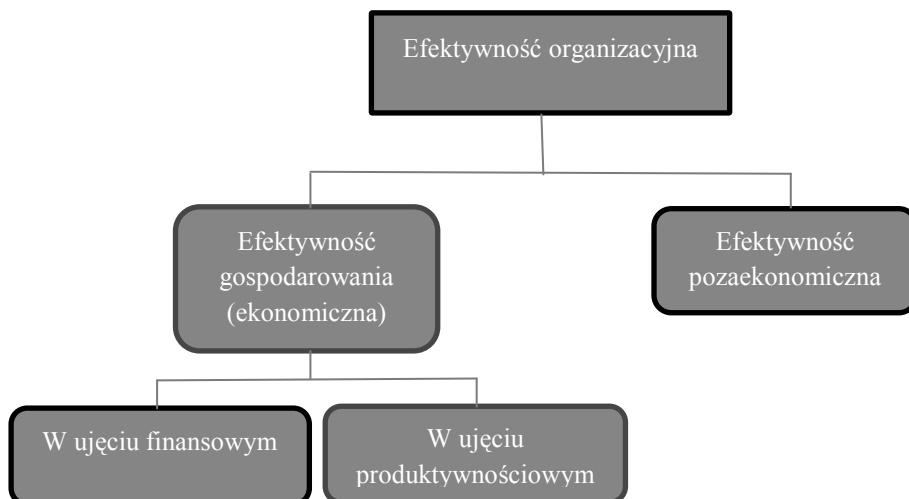 Efektywność organizacyjna
Efektywność
gospodarowania
(ekonomiczna)
Efektywność
pozaekonomiczna
W ujęciu finansowym
W ujęciu
produktywnościowym